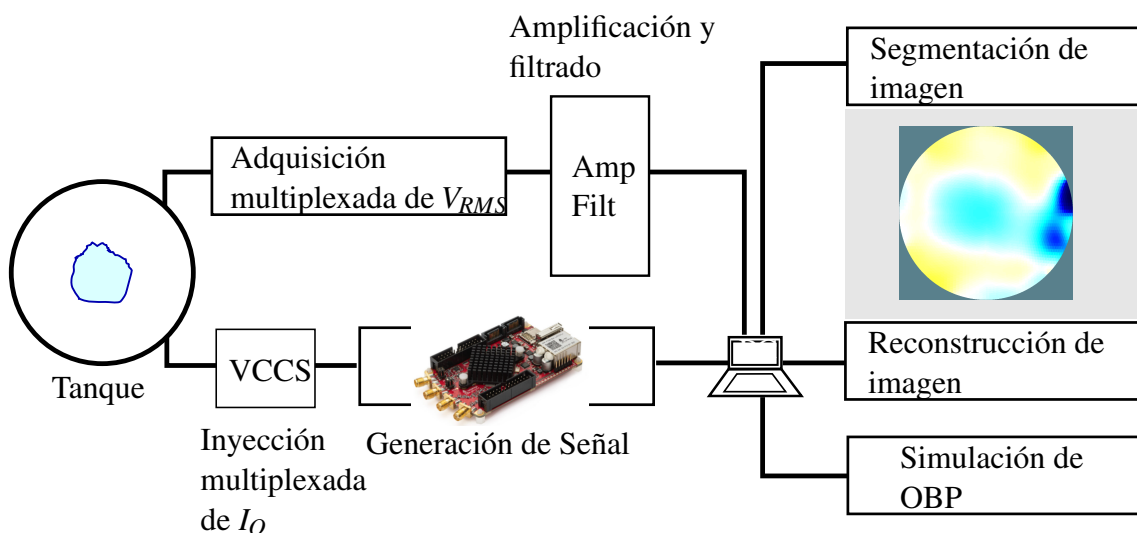 Amplificación y
filtrado
Segmentación de
imagen
Adquisición
multiplexada de V_RMS
Amp
Filt
Tanque
VCCS
Inyección
multiplexada
de I_O
Generación de Señal
Reconstrucción de
imagen
Simulación de
OBP